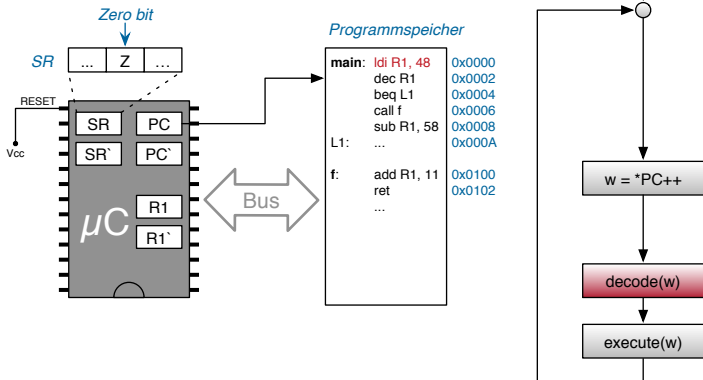 Zero bit
SR ... Z ...
RESET
Vcc
SR PC
SR` PC`
R1
R1`
µC
Bus
Programmspeicher
main: ldi R1, 48 0x0000
dec R1 0x0002
beq L1 0x0004
call f 0x0006
sub R1, 58 0x0008
L1: ... 0x000A
f: add R1, 11 0x0100
ret 0x0102
...
w = *PC++
decode(w)
execute(w)